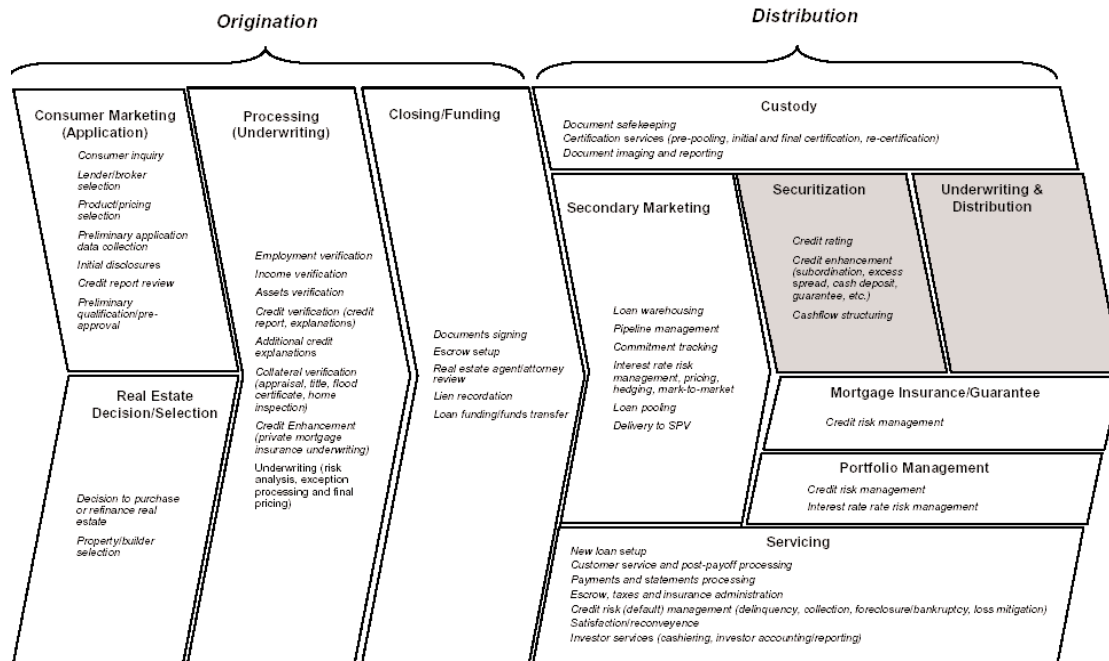 Origination
Distribution
Consumer Marketing
(Application)
Consumer inquiry
Lender/broker
selection
Product/pricing
selection
Preliminary application
data collection
Initial disclosures
Credit report review
Preliminary
qualification/pre-
approval
Real Estate
Decision/Selection
Decision to purchase
or refinance real
estate
Property/builder
selection
Processing
(Underwriting)
Employment verification
Income verification
Assets verification
Credit verification (credit
report, explanations)
Additional credit
explanations
Collateral verification
(appraisal, title, flood
certificate, home
inspection)
Credit Enhancement
(private mortgage
insurance underwriting)
Underwriting (risk
analysis, exception
processing and final
pricing)
Closing/Funding
Documents signing
Escrow setup
Real estate agent/attorney
review
Lien recordation
Loan funding/funds transfer
Custody
Document safekeeping
Certification services (pre-pooling, initial and final certification, re-certification)
Document imaging and reporting
Secondary Marketing
Loan warehousing
Pipeline management
Commitment tracking
Interest rate risk
management, pricing,
hedging, mark-to-market
Loan pooling
Delivery to SPV
Securitization
Credit rating
Credit enhancement
(subordination, excess
spread, cash deposit,
guarantee, etc.)
Cashflow structuring
Underwriting &
Distribution
Mortgage Insurance/Guarantee
Credit risk management
Portfolio Management
Credit risk management
Interest rate rate risk management
Servicing
New loan setup
Customer service and post-payoff processing
Payments and statements processing
Escrow, taxes and insurance administration
Credit risk (default) management (delinquency, collection, foreclosure/bankruptcy, loss mitigation)
Satisfaction/reconveyence
Investor services (cashiering, investor accounting/reporting)